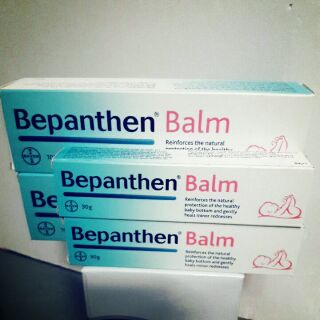 Bepanthen® Balm
Reinforces the natural
protection of the healthy
BAYER
Bepanthen® Balm
Reinforces the natural
protection of the healthy
baby bottom and gently
heals minor rednesses
30g
Bepanthen® Balm
Reinforces the natural
protection of the healthy
baby bottom and gently
heals minor rednesses
30g